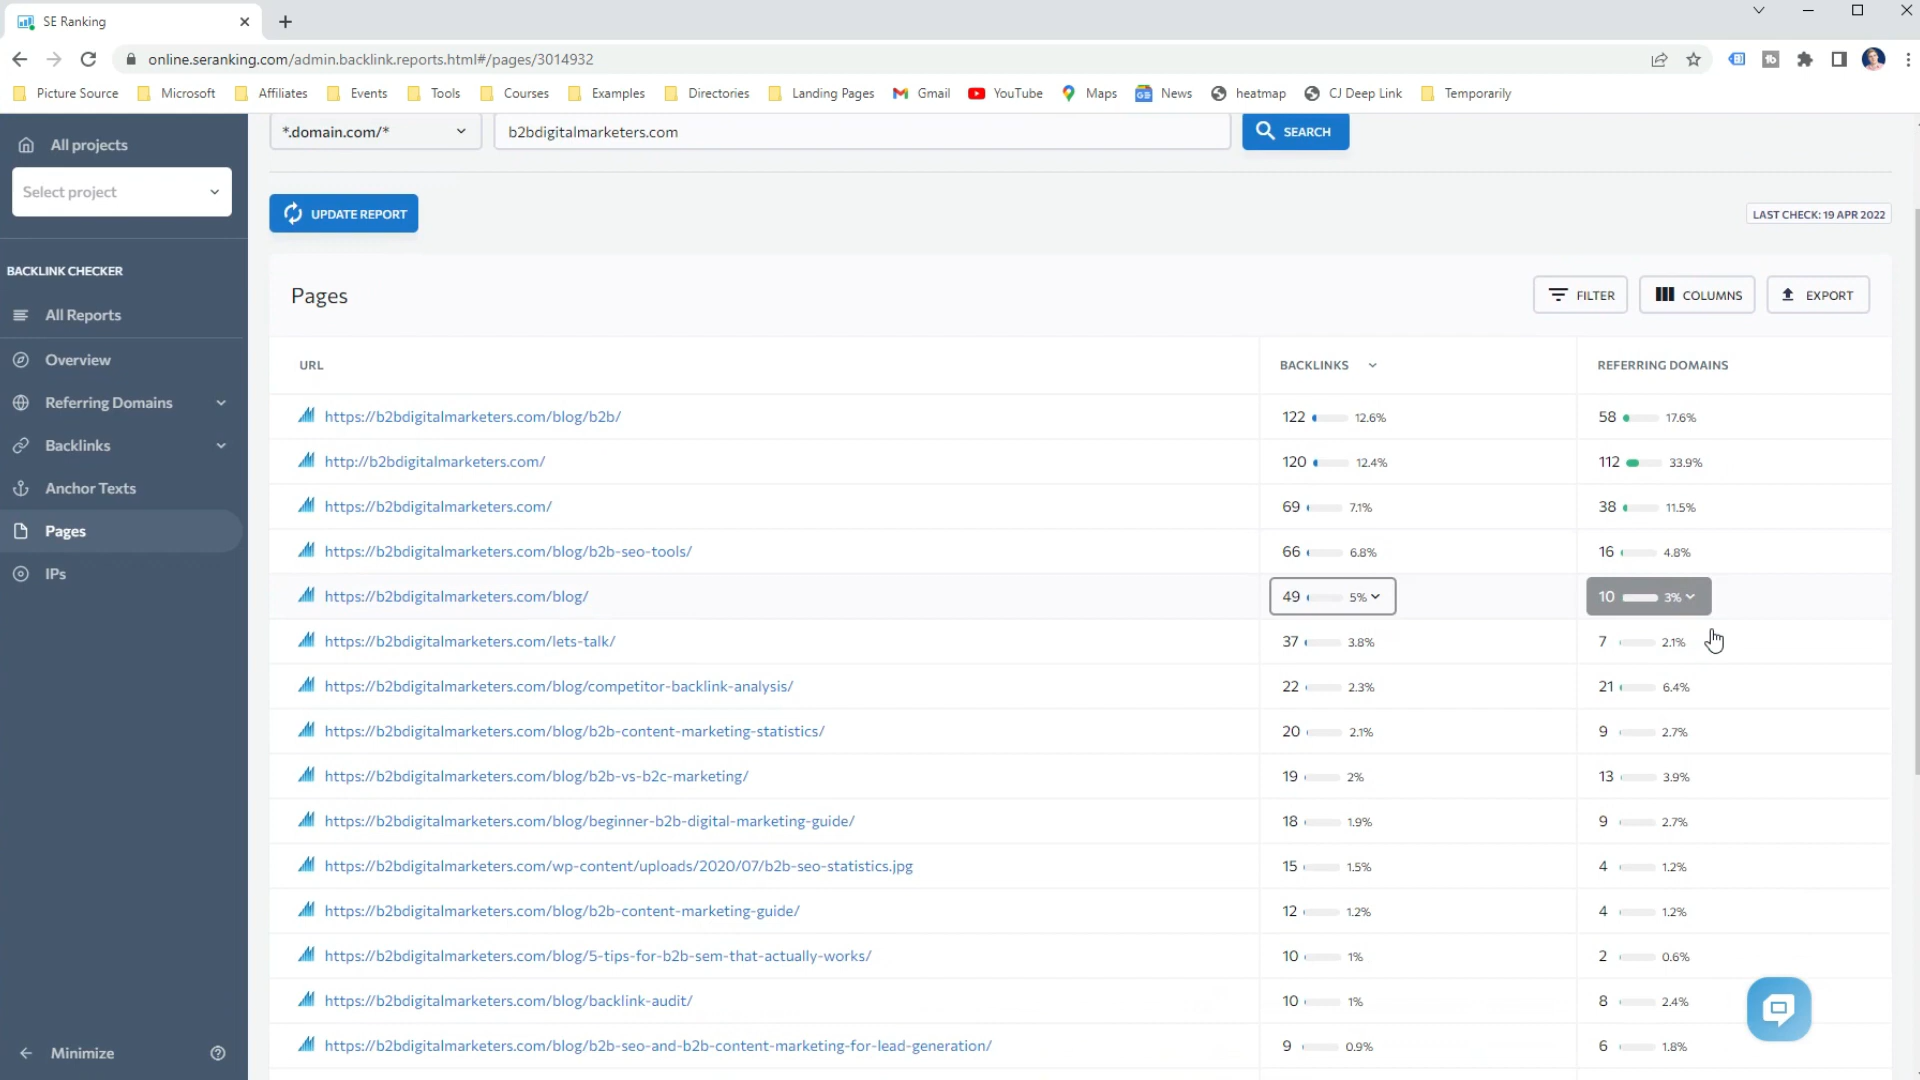 SE Ranking
online.seranking.com/admin.backlink.reports.html#/pages/3014932
Picture Source Microsoft Affiliates Events Tools Courses Examples Directories Landing Pages Gmail YouTube Maps News heatmap CJ Deep Link Temporarily
All projects
Select project
BACKLINK CHECKER
All Reports
Overview
Referring Domains
Backlinks
Anchor Texts
Pages
IPs
Minimize
*.domain.com/* b2bdigitalmarketers.com SEARCH
UPDATE REPORT LAST CHECK: 19 APR 2022
Pages FILTER COLUMNS EXPORT
URL BACKLINKS REFERRING DOMAINS
https://b2bdigitalmarketers.com/blog/b2b/ 122 12.6% 58 17.6%
http://b2bdigitalmarketers.com/ 120 12.4% 112 33.9%
https://b2bdigitalmarketers.com/ 69 7.1% 38 11.5%
https://b2bdigitalmarketers.com/blog/b2b-seo-tools/ 66 6.8% 16 4.8%
https://b2bdigitalmarketers.com/blog/ 49 5% 10 3%
https://b2bdigitalmarketers.com/lets-talk/ 37 3.8% 7 2.1%
https://b2bdigitalmarketers.com/blog/competitor-backlink-analysis/ 22 2.3% 21 6.4%
https://b2bdigitalmarketers.com/blog/b2b-content-marketing-statistics/ 20 2.1% 9 2.7%
https://b2bdigitalmarketers.com/blog/b2b-vs-b2c-marketing/ 19 2% 13 3.9%
https://b2bdigitalmarketers.com/blog/beginner-b2b-digital-marketing-guide/ 18 1.9% 9 2.7%
https://b2bdigitalmarketers.com/wp-content/uploads/2020/07/b2b-seo-statistics.jpg 15 1.5% 4 1.2%
https://b2bdigitalmarketers.com/blog/b2b-content-marketing-guide/ 12 1.2% 4 1.2%
https://b2bdigitalmarketers.com/blog/5-tips-for-b2b-sem-that-actually-works/ 10 1% 2 0.6%
https://b2bdigitalmarketers.com/blog/backlink-audit/ 10 1% 8 2.4%
https://b2bdigitalmarketers.com/blog/b2b-seo-and-b2b-content-marketing-for-lead-generation/ 9 0.9% 6 1.8%